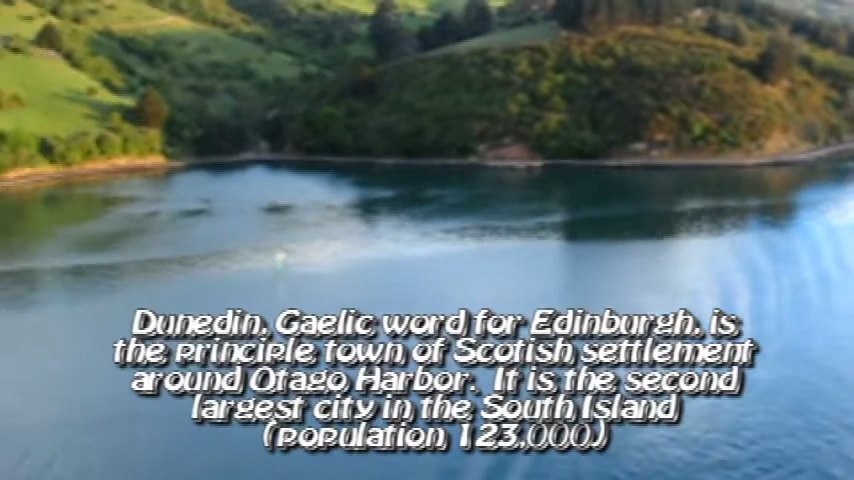 Dunedin, Gaelic word for Edinburgh, is
the principle town of Scotish settlement
around Otago Harbor.  It is the second
largest city in the South Island
(population 123,000)